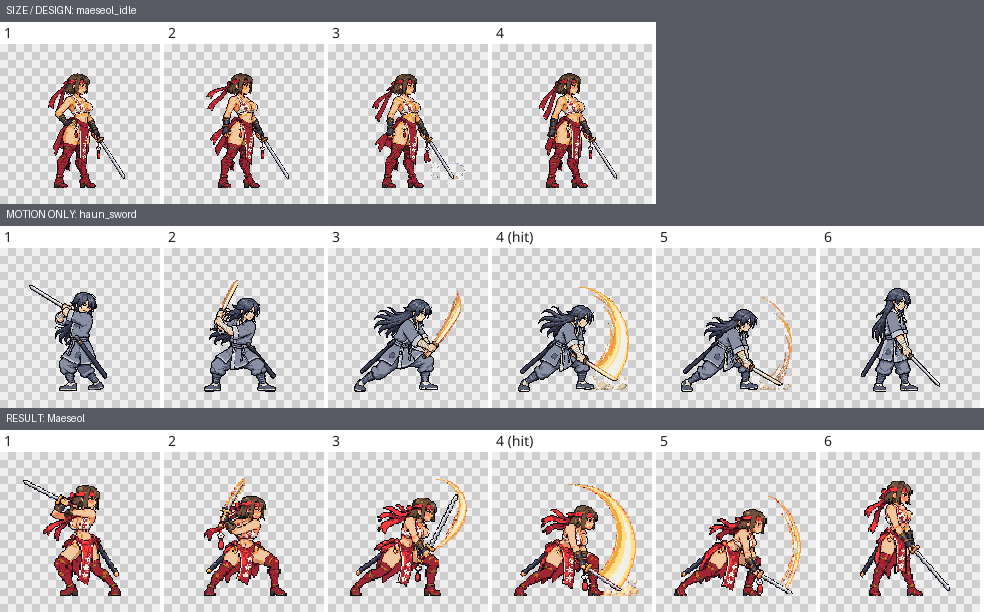 SIZE / DESIGN: maeseol_idle
1 2 3 4
MOTION ONLY: haun_sword
1 2 3 4 (hit) 5 6
RESULT: Maeseol
1 2 3 4 (hit) 5 6